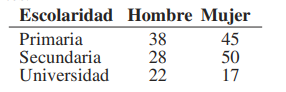 Escolaridad Hombre Mujer
Primaria 38 45
Secundaria 28 50
Universidad 22 17